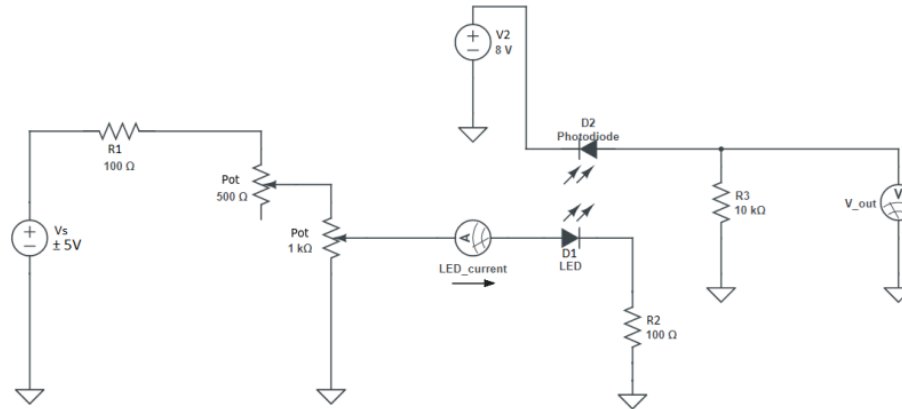 V2
8 V
D2
Photodiode
R1
100 Ω
Pot
500 Ω
R3
10 kΩ
V
V_out
Vs
± 5V
Pot
1 kΩ
A
LED_current
D1
LED
R2
100 Ω